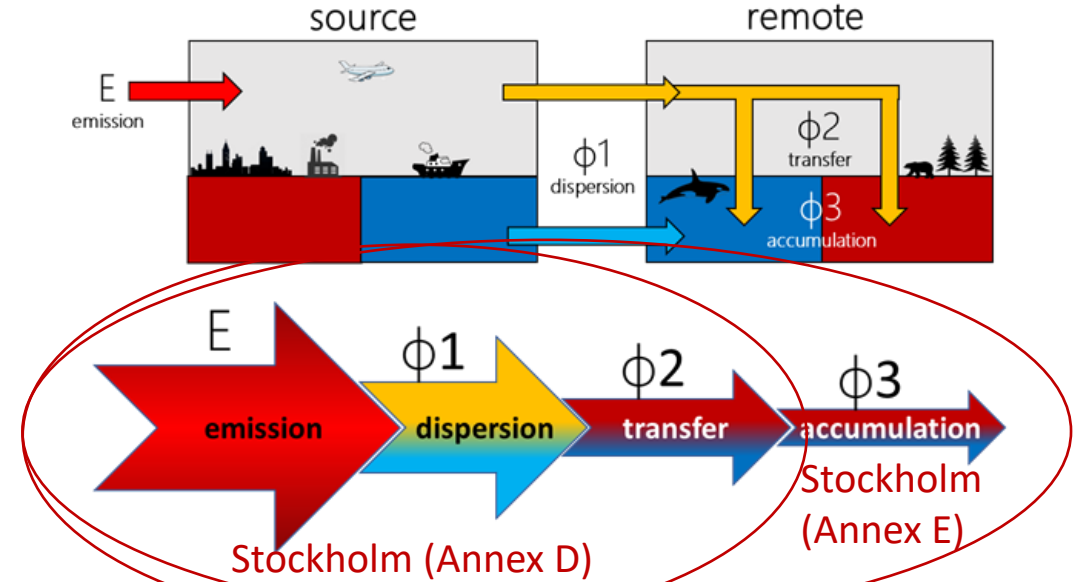 source
remote
E
emission
ϕ1
dispersion
ϕ2
transfer
ϕ3
accumulation
E
ϕ1
ϕ2
ϕ3
emission
dispersion
transfer
accumulation
Stockholm
(Annex E)
Stockholm (Annex D)